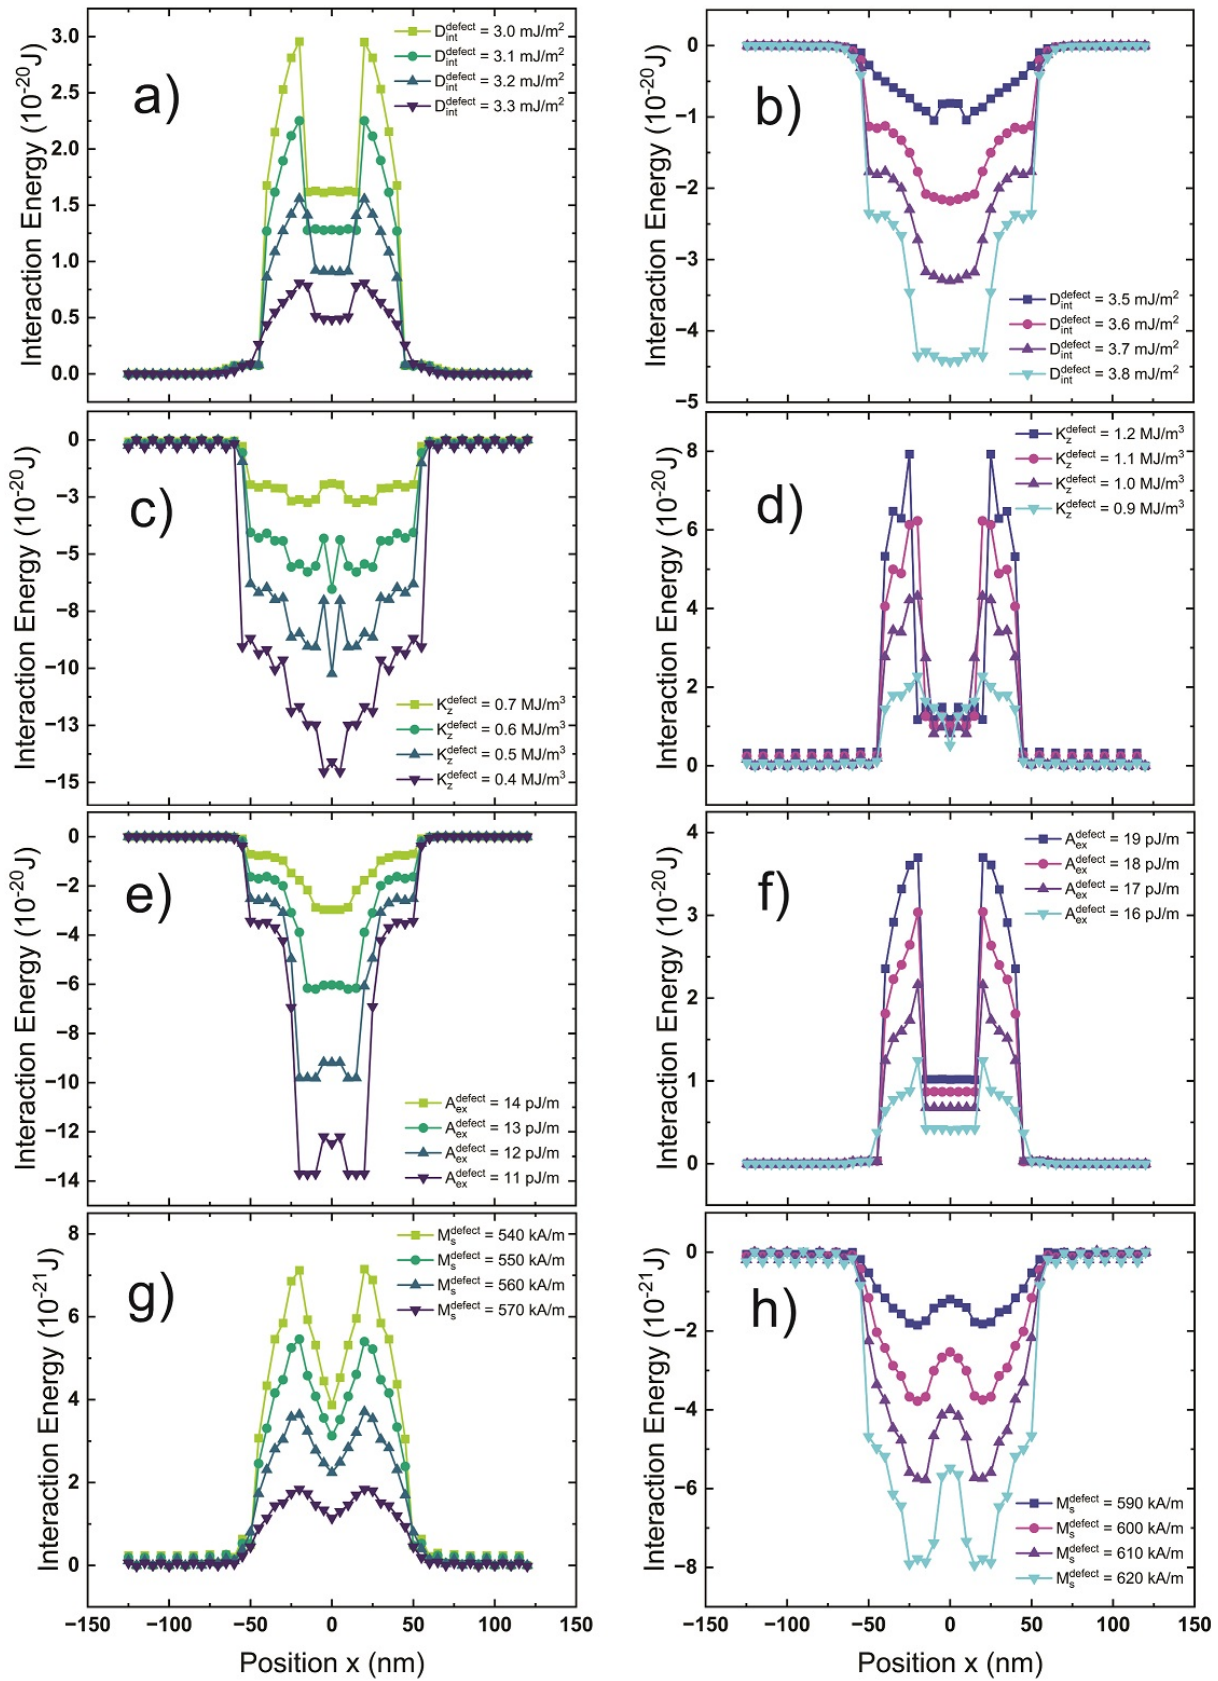 a)
Interaction Energy (10⁻²⁰J)
3.0
2.5
2.0
1.5
1.0
0.5
0.0
D_int^defect = 3.0 mJ/m²
D_int^defect = 3.1 mJ/m²
D_int^defect = 3.2 mJ/m²
D_int^defect = 3.3 mJ/m²
b)
Interaction Energy (10⁻²⁰J)
0
−1
−2
−3
−4
−5
D_int^defect = 3.5 mJ/m²
D_int^defect = 3.6 mJ/m²
D_int^defect = 3.7 mJ/m²
D_int^defect = 3.8 mJ/m²
c)
Interaction Energy (10⁻²⁰J)
0
−3
−5
−8
−10
−13
−15
K_z^defect = 0.7 MJ/m³
K_z^defect = 0.6 MJ/m³
K_z^defect = 0.5 MJ/m³
K_z^defect = 0.4 MJ/m³
d)
Interaction Energy (10⁻²⁰J)
8
6
4
2
0
K_z^defect = 1.2 MJ/m³
K_z^defect = 1.1 MJ/m³
K_z^defect = 1.0 MJ/m³
K_z^defect = 0.9 MJ/m³
e)
Interaction Energy (10⁻²⁰J)
0
−2
−4
−6
−8
−10
−12
−14
A_ex^defect = 14 pJ/m
A_ex^defect = 13 pJ/m
A_ex^defect = 12 pJ/m
A_ex^defect = 11 pJ/m
f)
Interaction Energy (10⁻²⁰J)
4
3
2
1
0
A_ex^defect = 19 pJ/m
A_ex^defect = 18 pJ/m
A_ex^defect = 17 pJ/m
A_ex^defect = 16 pJ/m
g)
Interaction Energy (10⁻²¹J)
8
6
4
2
0
M_s^defect = 540 kA/m
M_s^defect = 550 kA/m
M_s^defect = 560 kA/m
M_s^defect = 570 kA/m
−150 −100 −50 0 50 100 150
Position x (nm)
h)
Interaction Energy (10⁻²¹J)
0
−2
−4
−6
−8
M_s^defect = 590 kA/m
M_s^defect = 600 kA/m
M_s^defect = 610 kA/m
M_s^defect = 620 kA/m
−150 −100 −50 0 50 100 150
Position x (nm)